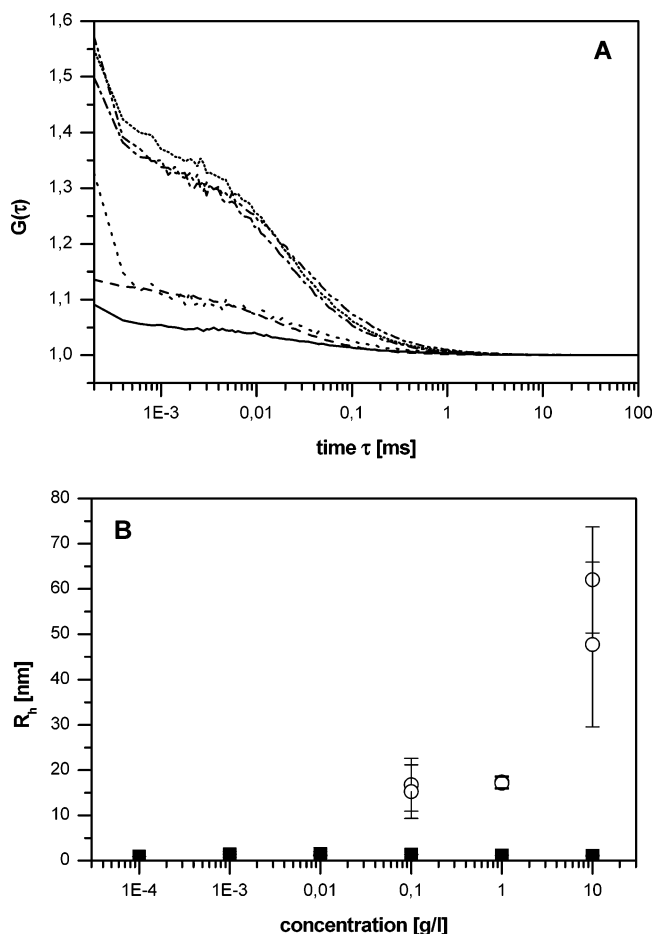 A
1,6
1,5
1,4
1,3
1,2
1,1
1,0
G(τ)
1E-3 0,01 0,1 1 10 100
time τ [ms]
B
80
70
60
50
40
30
20
10
0
R_h [nm]
1E-4 1E-3 0,01 0,1 1 10
concentration [g/l]